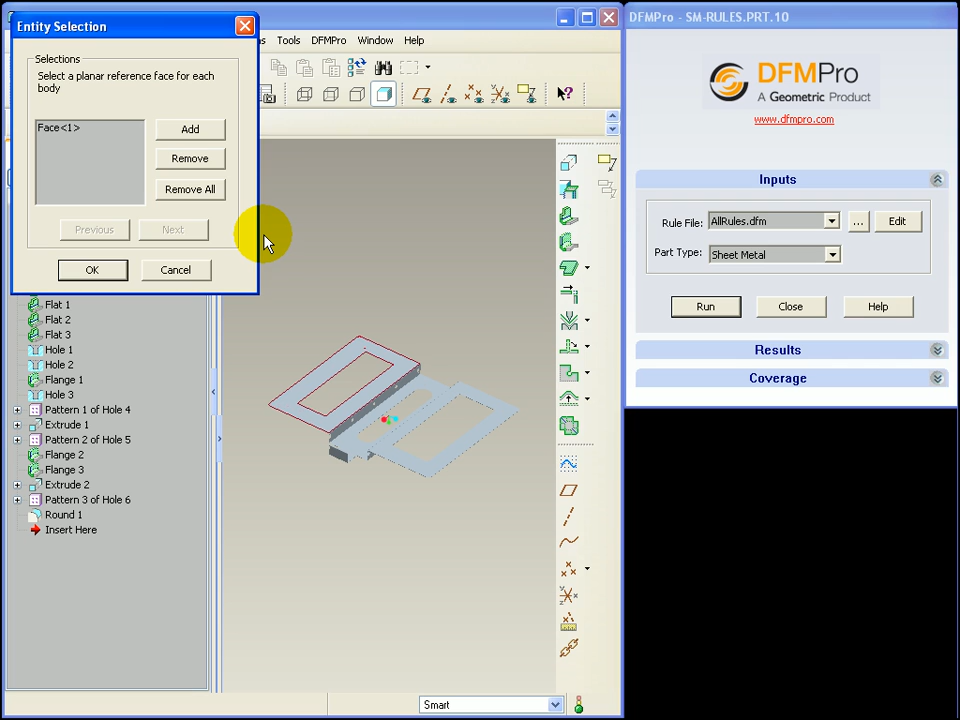 Entity Selection
Selections
Select a planar reference face for each
body
Face<1>
Add
Remove
Remove All
Previous
Next
OK
Cancel
Tools
DFMPro
Window
Help
Flat 1
Flat 2
Flat 3
Hole 1
Hole 2
Flange 1
Hole 3
Pattern 1 of Hole 4
Extrude 1
Pattern 2 of Hole 5
Flange 2
Flange 3
Extrude 2
Pattern 3 of Hole 6
Round 1
Insert Here
Smart
DFMPro - SM-RULES.PRT.10
DFMPro
A Geometric Product
www.dfmpro.com
Inputs
Rule File:
AllRules.dfm
...
Edit
Part Type:
Sheet Metal
Run
Close
Help
Results
Coverage